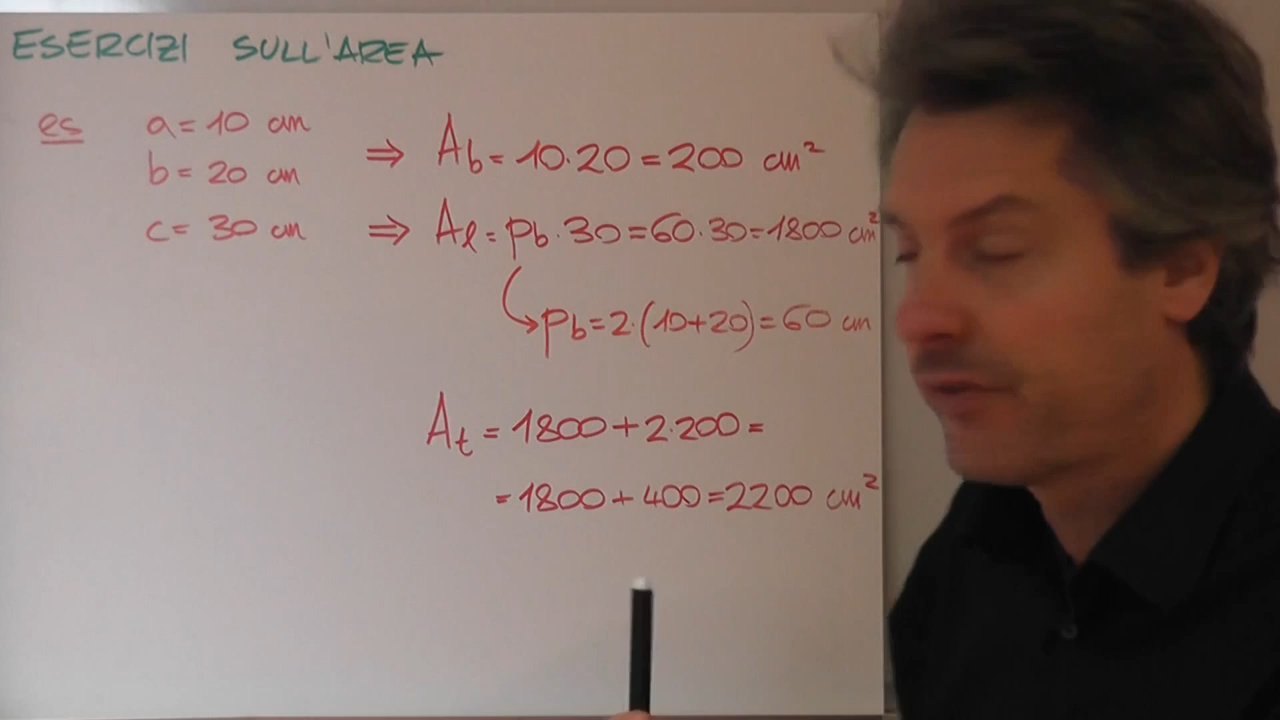 ESERCIZI SULL'AREA
es a = 10 cm ⇒ Ab = 10·20 = 200 cm²
b = 20 cm
c = 30 cm ⇒ Aℓ = pb·30 = 60·30 = 1800 cm²
pb = 2·(10+20) = 60 cm
At = 1800 + 2·200 =
= 1800 + 400 = 2200 cm²